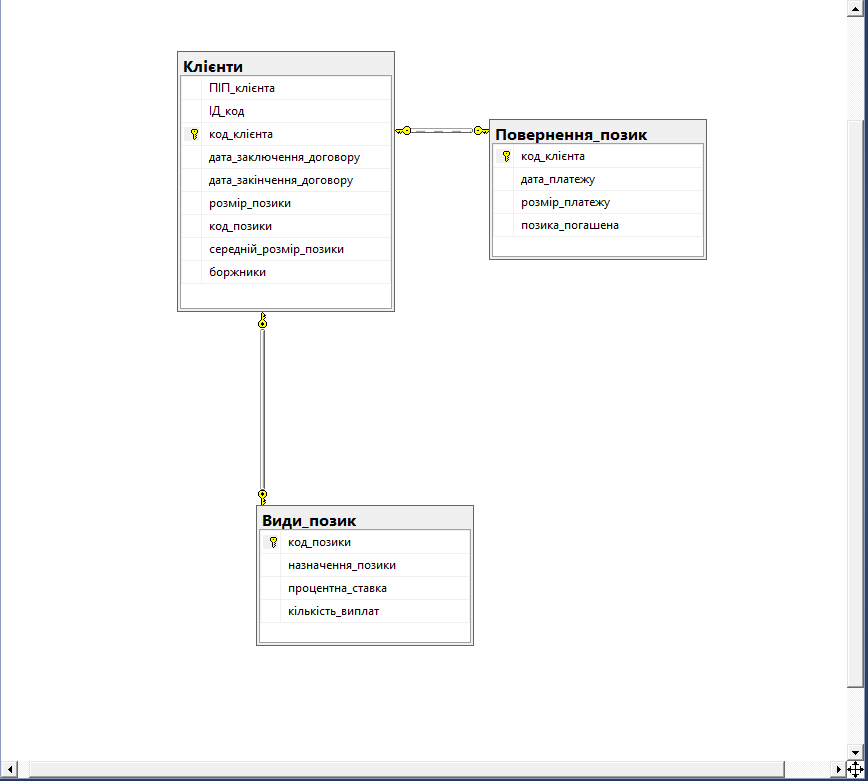 Клієнти
ПІП_клієнта
ІД_код
код_клієнта
дата_заключення_договору
дата_закінчення_договору
розмір_позики
код_позики
середній_розмір_позики
боржники
Повернення_позик
код_клієнта
дата_платежу
розмір_платежу
позика_погашена
Види_позик
код_позики
назначення_позики
процентна_ставка
кількість_виплат